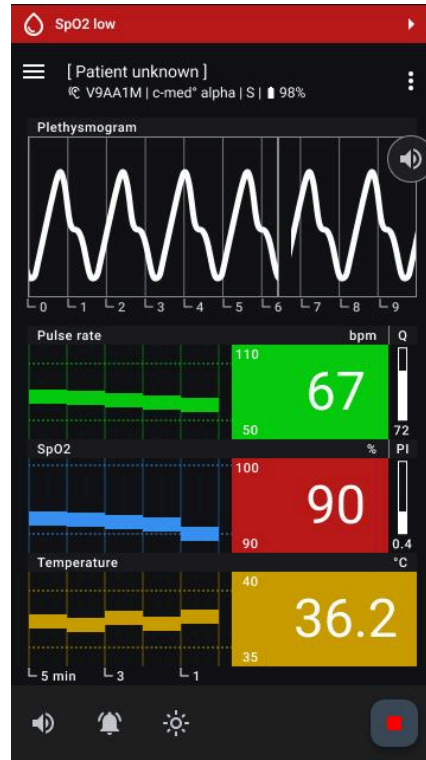 SpO2 low
[ Patient unknown ]
V9AA1M | c-med° alpha | S | 98%
Plethysmogram
0 1 2 3 4 5 6 7 8 9
Pulse rate bpm Q
110
67
50
72
SpO2 % PI
100
90
90
0.4
Temperature °C
40
36.2
35
5 min 3 1